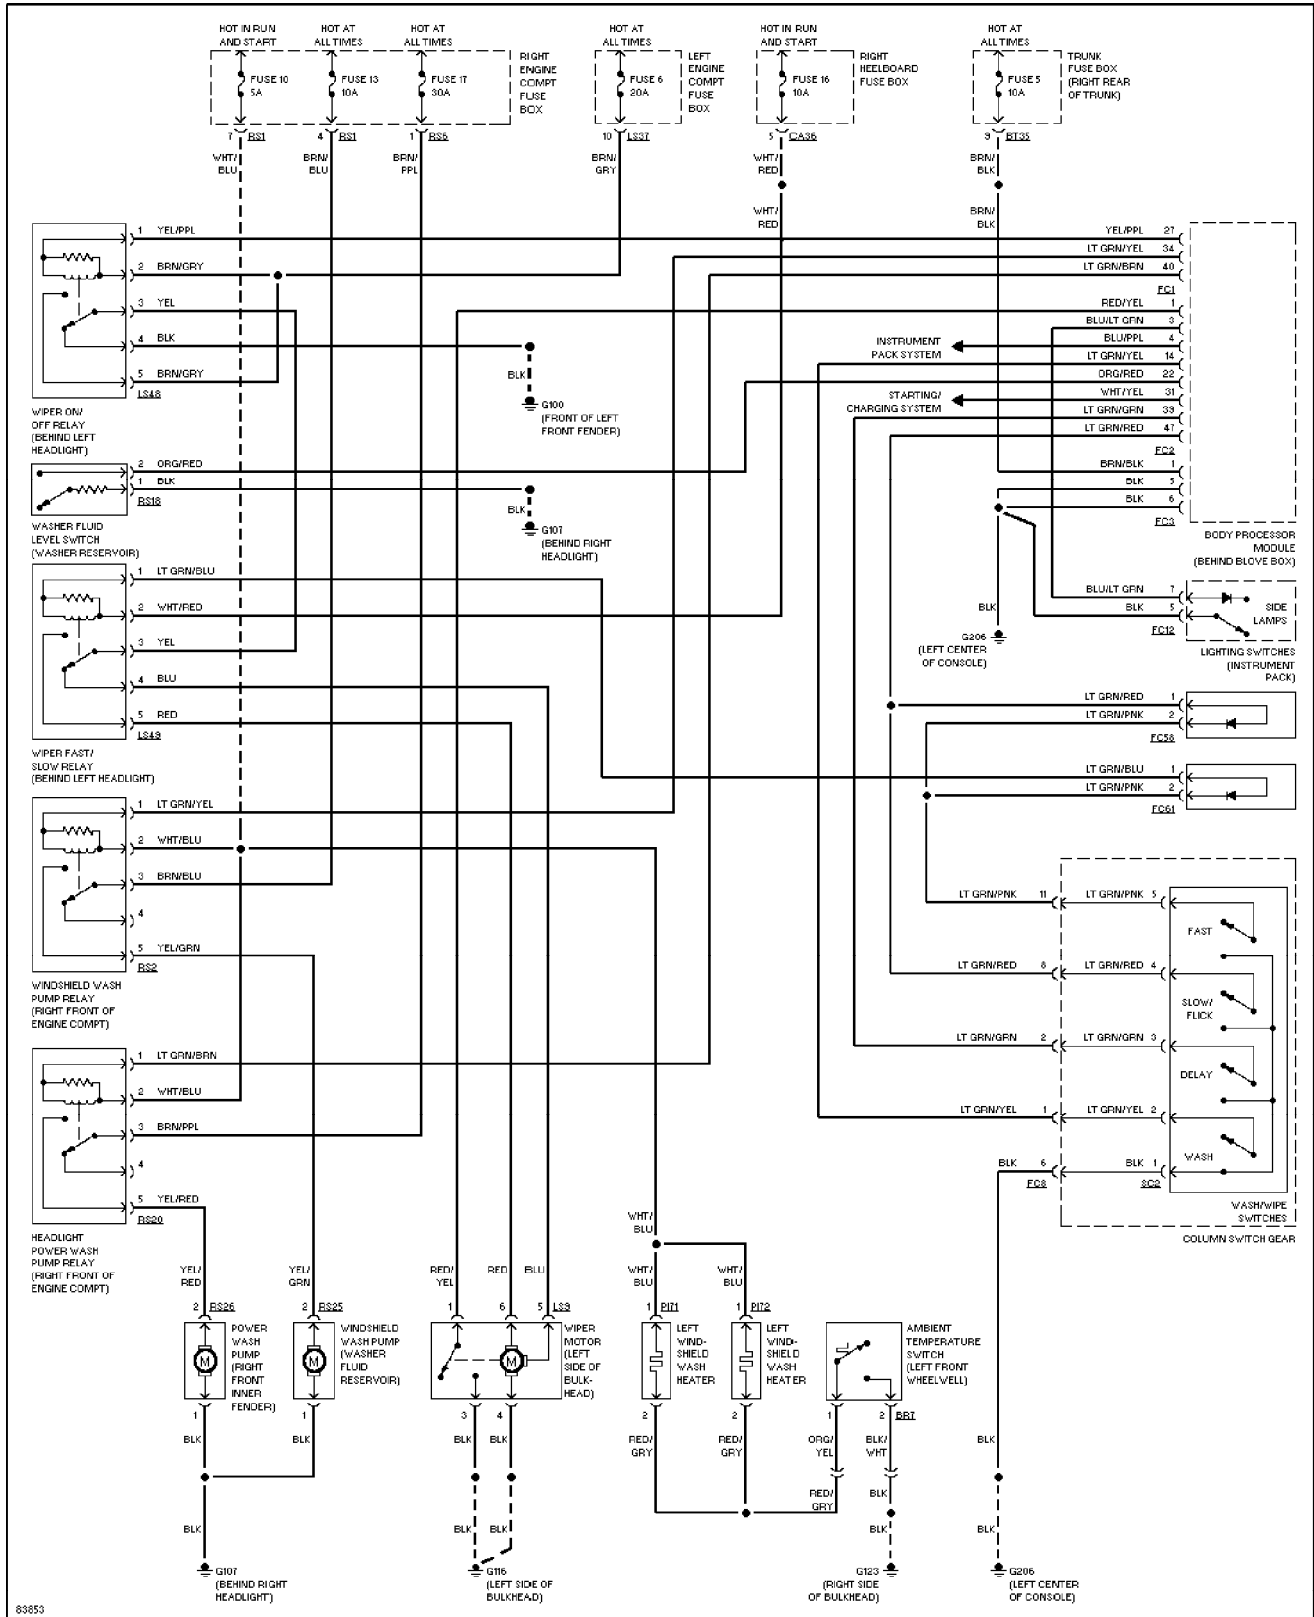 HOT IN RUN
AND START
HOT AT
ALL TIMES
HOT AT
ALL TIMES
HOT AT
ALL TIMES
HOT IN RUN
AND START
HOT AT
ALL TIMES
FUSE 10
5A
FUSE 13
10A
FUSE 17
30A
RIGHT
ENGINE
COMPT
FUSE
BOX
FUSE 6
20A
LEFT
ENGINE
COMPT
FUSE
BOX
FUSE 16
10A
RIGHT
HEELBOARD
FUSE BOX
FUSE 5
10A
TRUNK
FUSE BOX
(RIGHT REAR
OF TRUNK)
7 RS1
4 RS1
1 RS6
10 LS37
5 CA36
9 BT35
WHT/
BLU
BRN/
BLU
BRN/
PPL
BRN/
GRY
WHT/
RED
BRN/
BLK
WHT/
RED
BRN/
BLK
1 YEL/PPL
2 BRN/GRY
3 YEL
4 BLK
5 BRN/GRY
LS48
WIPER ON/
OFF RELAY
(BEHIND LEFT
HEADLIGHT)
BLK
G100
(FRONT OF LEFT
FRONT FENDER)
YEL/PPL 27
LT GRN/YEL 34
LT GRN/BRN 40
FC1
RED/YEL 1
BLU/LT GRN 3
BLU/PPL 4
LT GRN/YEL 14
ORG/RED 22
WHT/YEL 31
LT GRN/GRN 39
LT GRN/RED 47
FC2
BRN/BLK 1
BLK 5
BLK 6
FC3
INSTRUMENT
PACK SYSTEM
STARTING/
CHARGING SYSTEM
BODY PROCESSOR
MODULE
(BEHIND BLOVE BOX)
2 ORG/RED
1 BLK
RS18
WASHER FLUID
LEVEL SWITCH
(WASHER RESERVOIR)
BLK
G107
(BEHIND RIGHT
HEADLIGHT)
1 LT GRN/BLU
2 WHT/RED
3 YEL
4 BLU
5 RED
LS49
WIPER FAST/
SLOW RELAY
(BEHIND LEFT HEADLIGHT)
BLK
G206
(LEFT CENTER
OF CONSOLE)
BLU/LT GRN 7
BLK 5
FC12
SIDE
LAMPS
LIGHTING SWITCHES
(INSTRUMENT
PACK)
LT GRN/RED 1
LT GRN/PNK 2
FC58
LT GRN/BLU 1
LT GRN/PNK 2
FC61
1 LT GRN/YEL
2 WHT/BLU
3 BRN/BLU
4
5 YEL/GRN
RS2
WINDSHIELD WASH
PUMP RELAY
(RIGHT FRONT OF
ENGINE COMPT)
LT GRN/PNK 11 LT GRN/PNK 5
FAST
LT GRN/RED 8 LT GRN/RED 4
SLOW/
FLICK
LT GRN/GRN 2 LT GRN/GRN 3
DELAY
LT GRN/YEL 1 LT GRN/YEL 2
WASH
BLK 6 BLK 1
FC8 SC2
WASH/WIPE
SWITCHES
COLUMN SWITCH GEAR
1 LT GRN/BRN
2 WHT/BLU
3 BRN/PPL
4
5 YEL/RED
RS20
HEADLIGHT
POWER WASH
PUMP RELAY
(RIGHT FRONT OF
ENGINE COMPT)
WHT/
BLU
YEL/
RED
YEL/
GRN
RED/
YEL
RED
BLU
WHT/
BLU
WHT/
BLU
2 RS26
2 RS25
1
6
5 LS9
1 PI71
1 PI72
M
POWER
WASH
PUMP
(RIGHT
FRONT
INNER
FENDER)
M
WINDSHIELD
WASH PUMP
(WASHER
FLUID
RESERVOIR)
M
WIPER
MOTOR
(LEFT
SIDE OF
BULK-
HEAD)
LEFT
WIND-
SHIELD
WASH
HEATER
LEFT
WIND-
SHIELD
WASH
HEATER
AMBIENT
TEMPERATURE
SWITCH
(LEFT FRONT
WHEELWELL)
1
1
3
4
2
2
1
2 BR7
BLK
BLK
BLK
BLK
RED/
GRY
RED/
GRY
ORG/
YEL
BLK/
WHT
BLK
RED/
GRY
BLK
BLK
BLK
BLK
BLK
BLK
G107
(BEHIND RIGHT
HEADLIGHT)
G116
(LEFT SIDE OF
BULKHEAD)
G123
(RIGHT SIDE
OF BULKHEAD)
G206
(LEFT CENTER
OF CONSOLE)
83853